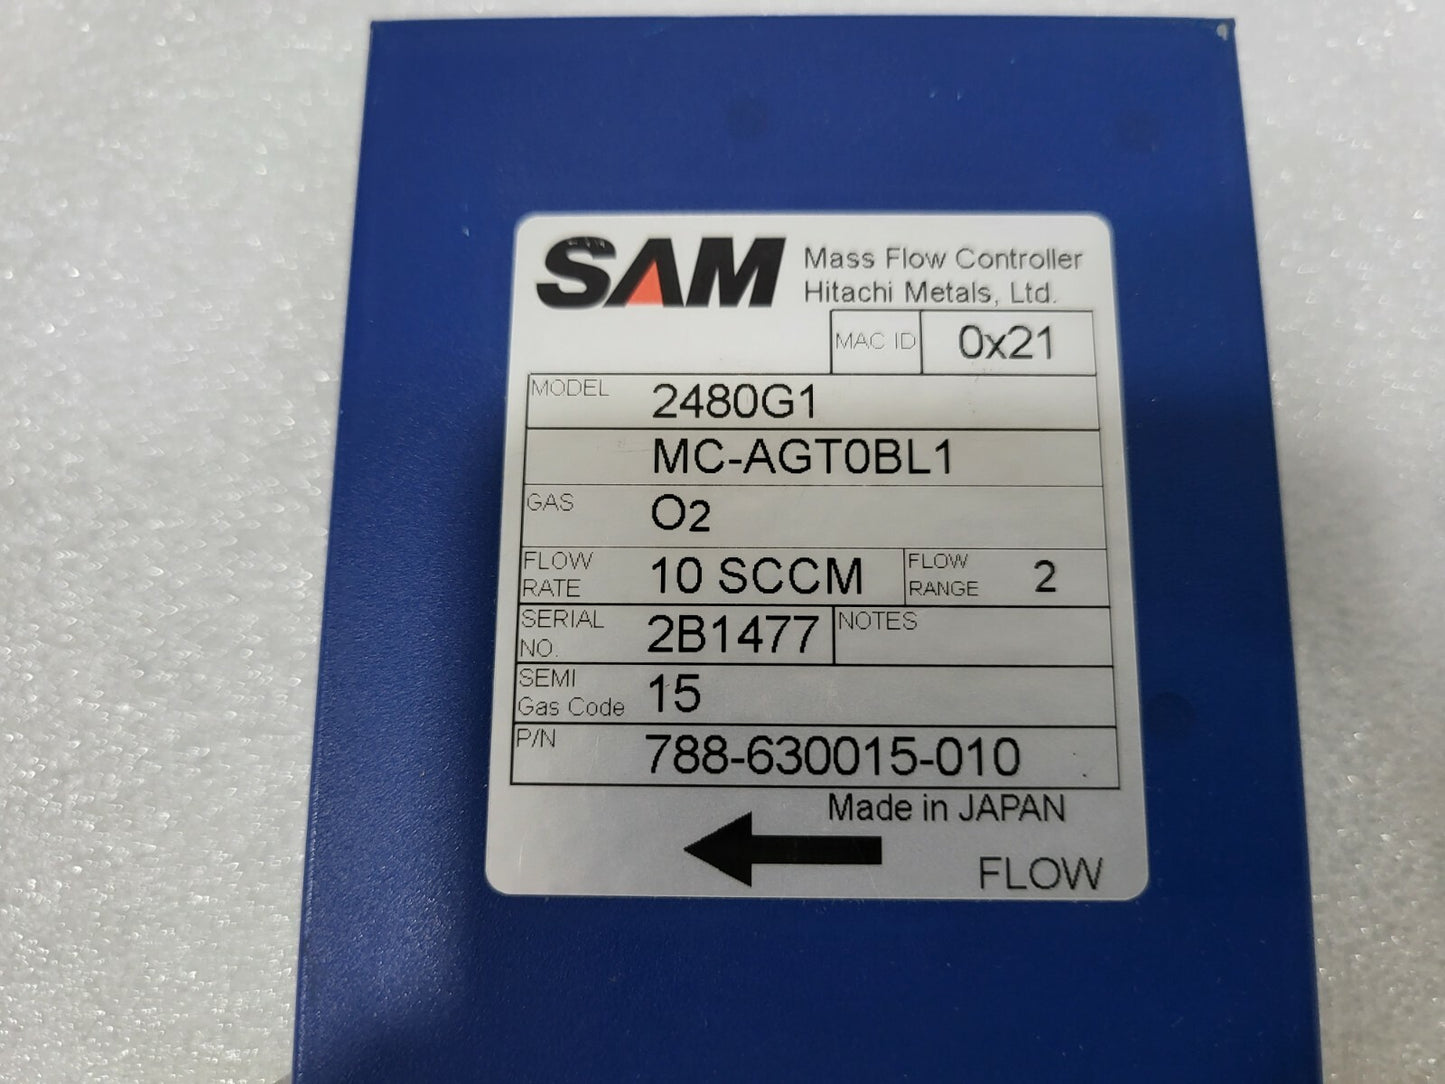 SAM
Mass Flow Controller
Hitachi Metals, Ltd.
MAC ID 0x21
MODEL 2480G1
MC-AGT0BL1
GAS O2
FLOW RATE 10 SCCM FLOW RANGE 2
SERIAL NO. 2B1477 NOTES
SEMI Gas Code 15
P/N 788-630015-010
Made in JAPAN
FLOW